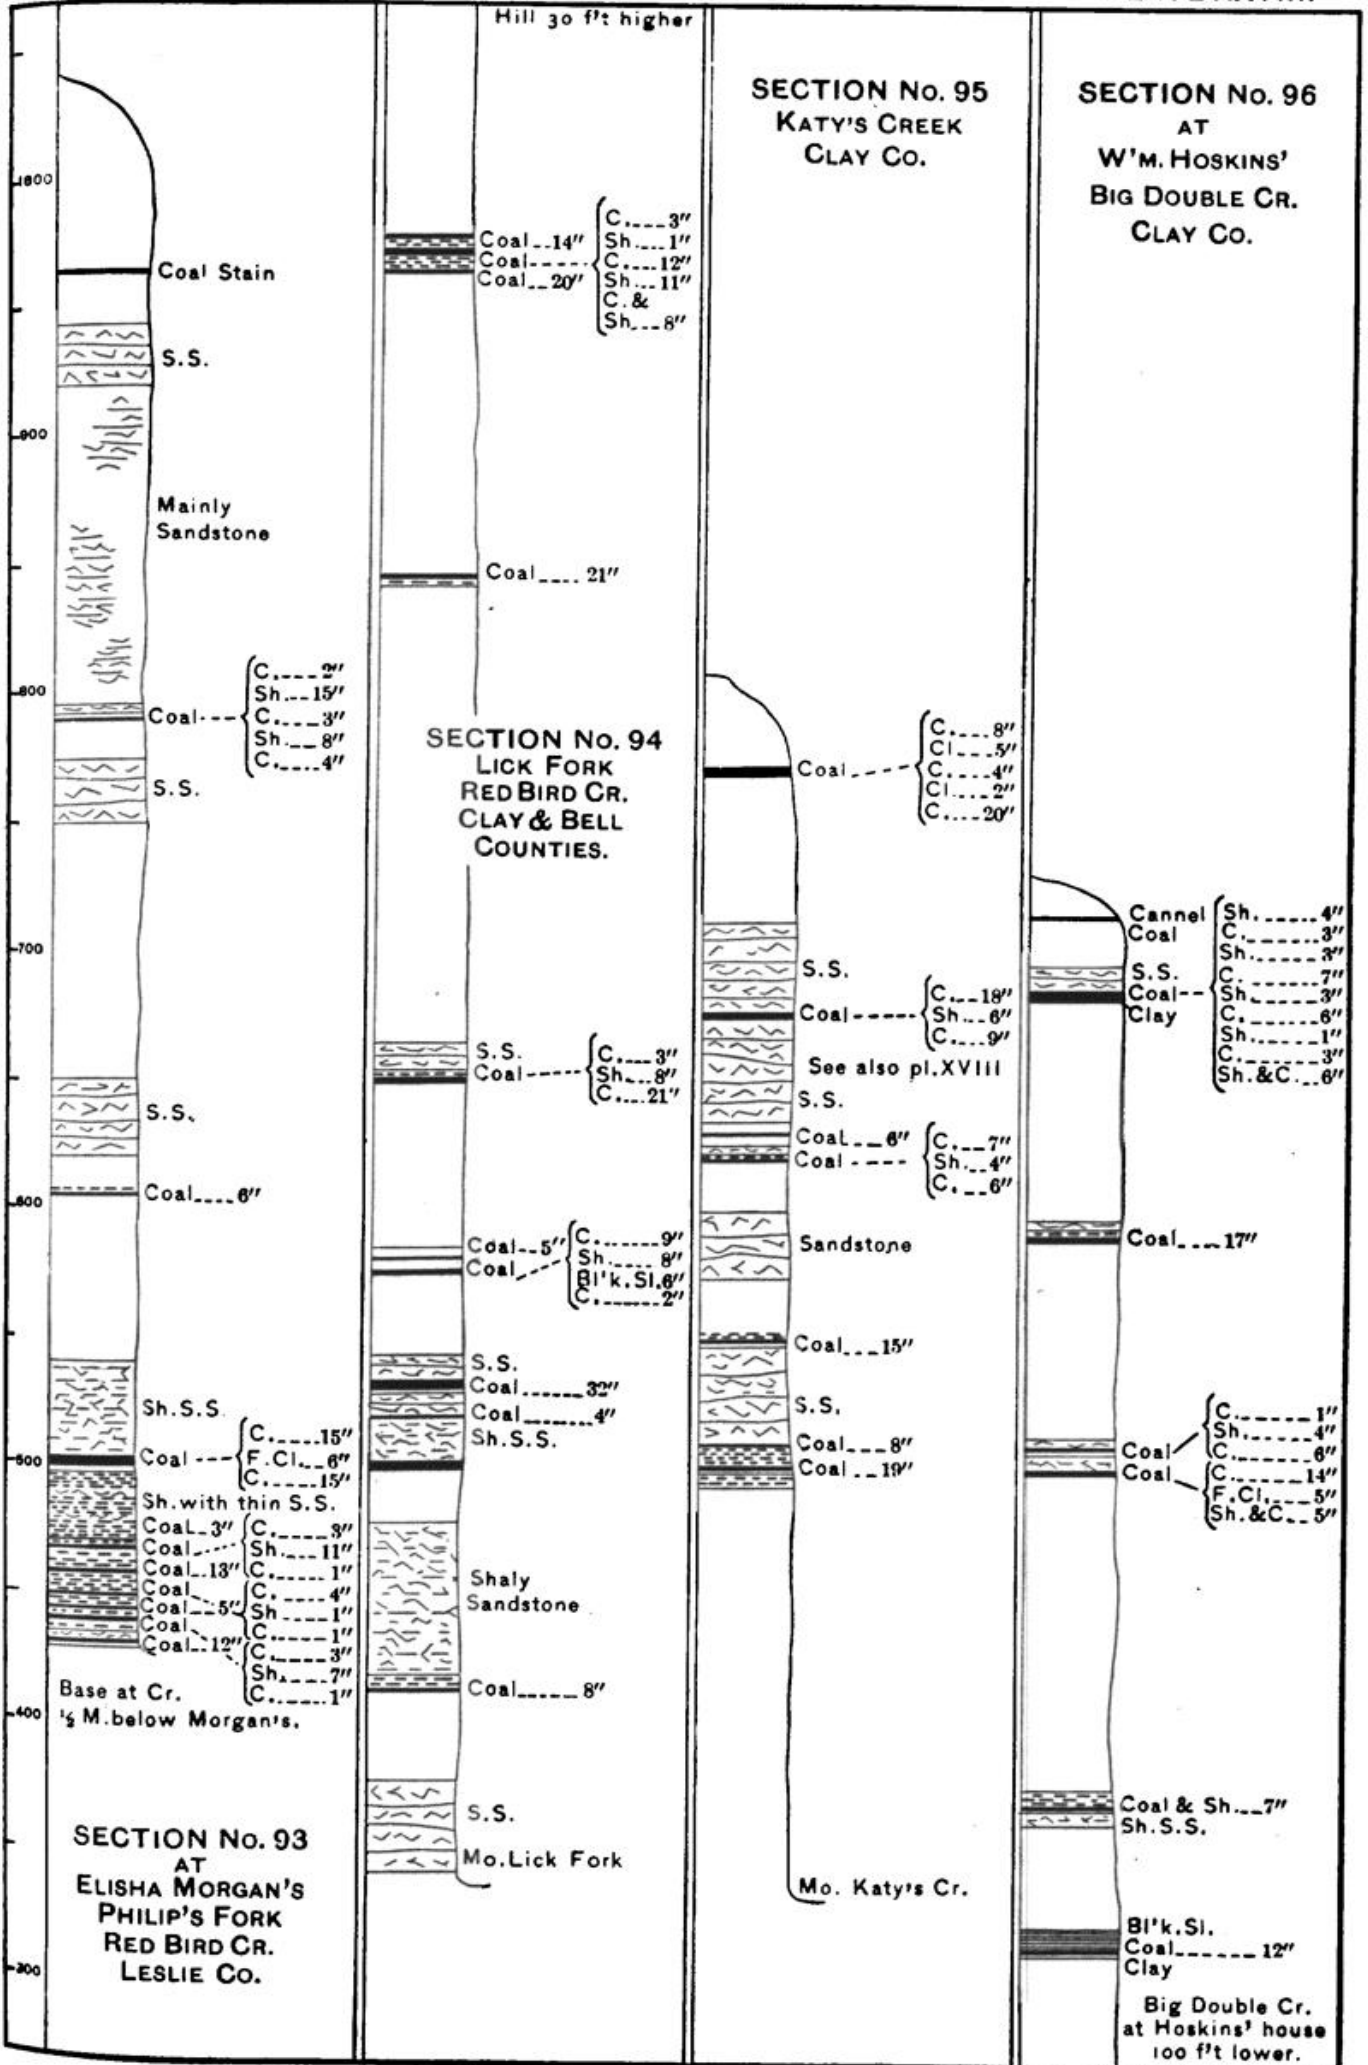 1000
900
800
700
600
500
400
300
Coal Stain
S.S.
Mainly
Sandstone
Coal
C.----2"
Sh.--15"
C.----3"
Sh.---8"
C.----4"
S.S.
S.S.
Coal----6"
Sh.S.S.
Coal
C.----15"
F.Cl.--6"
C.----15"
Sh. with thin S.S.
Coal-3"
Coal
C.-----3"
Sh.---11"
C.----1"
Coal-13"
Coal
C.----4"
Sh----1"
C.----1"
Coal--5"
Coal
C.----3"
Sh.---7"
C.----1"
Coal--12"
Base at Cr.
½ M. below Morgan's.
SECTION No. 93
AT
ELISHA MORGAN'S
PHILIP'S FORK
RED BIRD CR.
LESLIE CO.
Hill 30 f't higher
Coal--14"
Coal
Coal--20"
C.----3"
Sh.---1"
C.----12"
Sh.--11"
C. &
Sh.---8"
Coal---- 21"
SECTION No. 94
LICK FORK
RED BIRD CR.
CLAY & BELL
COUNTIES.
S.S.
Coal
C.----3"
Sh.---8"
C.---21"
Coal--5"
Coal
C.------9"
Sh.-----8"
Bl'k. Sl. 6"
C.------2"
S.S.
Coal------32"
Coal------4"
Sh.S.S.
Shaly
Sandstone
Coal----- 8"
S.S.
Mo. Lick Fork
SECTION No. 95
KATY'S CREEK
CLAY CO.
Coal
C.----8"
Cl----5"
C.----4"
Cl----2"
C.---20"
S.S.
Coal
C.--18"
Sh.--6"
C.---9"
See also pl. XVIII
S.S.
Coal---6"
Coal
C.---7"
Sh.--4"
C.---6"
Sandstone
Coal---15"
S.S.
Coal---8"
Coal--19"
Mo. Katy's Cr.
SECTION No. 96
AT
W'M. HOSKINS'
BIG DOUBLE CR.
CLAY CO.
Cannel
Coal
S.S.
Coal
Clay
Sh.------4"
C.-------3"
Sh.------3"
C.-------7"
Sh.------3"
C.-------6"
Sh.------1"
C.-------3"
Sh.&C.--6"
Coal----17"
Coal
C.------1"
Sh.-----4"
C.------6"
Coal
C.-----14"
F.Cl.----5"
Sh.&C.--5"
Coal & Sh.--7"
Sh.S.S.
Bl'k. Sl.
Coal------12"
Clay
Big Double Cr.
at Hoskins' house
100 f't lower.